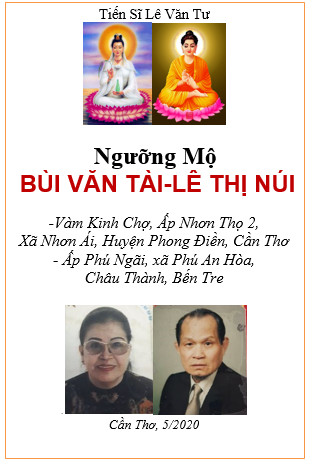 Tiến Sĩ Lê Văn Tư
Ngưỡng Mộ
BÙI VĂN TÀI-LÊ THỊ NÚI
-Vàm Kinh Chợ, Ấp Nhơn Thọ 2,
Xã Nhơn Ái, Huyện Phong Điền, Cần Thơ
- Ấp Phú Ngãi, xã Phú An Hòa,
Châu Thành, Bến Tre
Cần Thơ, 5/2020